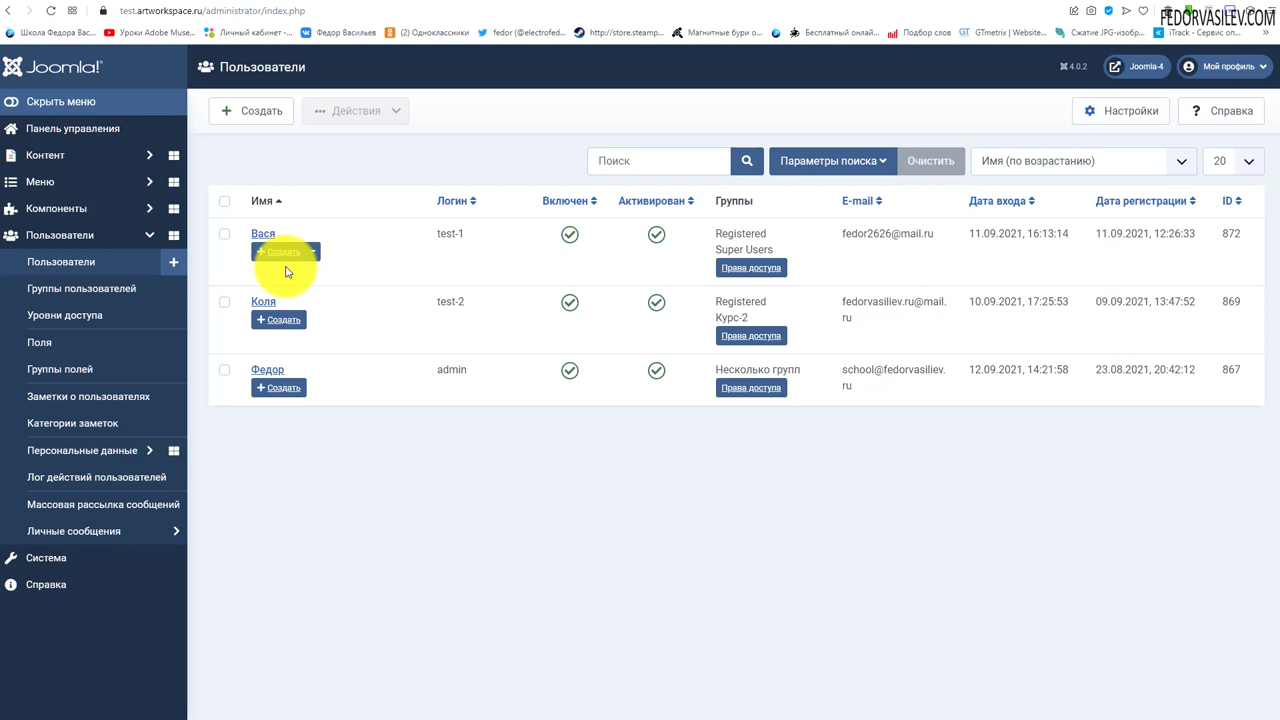 test.artworkspace.ru/administrator/index.php
FEDORVASILEV.COM
Школа Федора Вас...
Уроки Adobe Muse...
Личный кабинет -...
Федор Васильев
(2) Одноклассники
fedor (@electrofed...
http://store.steamp...
Магнитные бури о...
Бесплатный онлай...
Подбор слов
GTmetrix | Website...
Сжатие JPG-изобр...
iTrack - Сервис оп...
Joomla!
Пользователи
4.0.2
Joomla-4
Мой профиль
Скрыть меню
Создать
Действия
Настройки
Справка
Панель управления
Контент
Меню
Компоненты
Пользователи
Пользователи
Группы пользователей
Уровни доступа
Поля
Группы полей
Заметки о пользователях
Категории заметок
Персональные данные
Лог действий пользователей
Массовая рассылка сообщений
Личные сообщения
Система
Справка
Поиск
Параметры поиска
Очистить
Имя (по возрастанию)
20
Имя
Логин
Включен
Активирован
Группы
E-mail
Дата входа
Дата регистрации
ID
Вася
Создать
test-1
Registered
Super Users
Права доступа
fedor2626@mail.ru
11.09.2021, 16:13:14
11.09.2021, 12:26:33
872
Коля
Создать
test-2
Registered
Курс-2
Права доступа
fedorvasiliev.ru@mail.
ru
10.09.2021, 17:25:53
09.09.2021, 13:47:52
869
Федор
Создать
admin
Несколько групп
Права доступа
school@fedorvasiliev.
ru
12.09.2021, 14:21:58
23.08.2021, 20:42:12
867